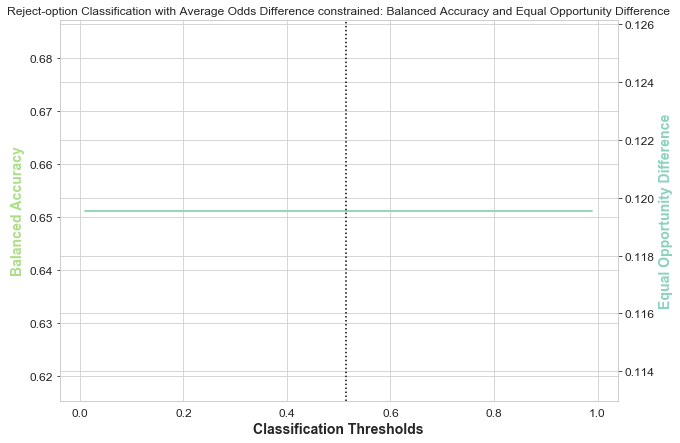 Reject-option Classification with Average Odds Difference constrained: Balanced Accuracy and Equal Opportunity Difference
Balanced Accuracy
0.68
0.67
0.66
0.65
0.64
0.63
0.62
0.126
0.124
0.122
0.120
0.118
0.116
0.114
Equal Opportunity Difference
0.0 0.2 0.4 0.6 0.8 1.0
Classification Thresholds